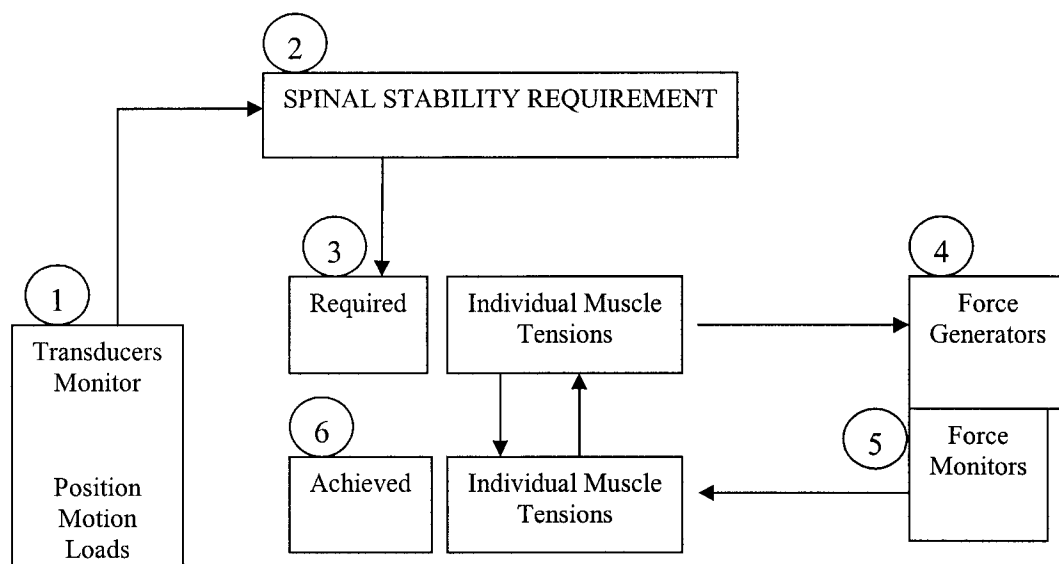 2
SPINAL STABILITY REQUIREMENT
1
Transducers
Monitor
Position
Motion
Loads
3
Required
Individual Muscle
Tensions
4
Force
Generators
6
Achieved
Individual Muscle
Tensions
5
Force
Monitors